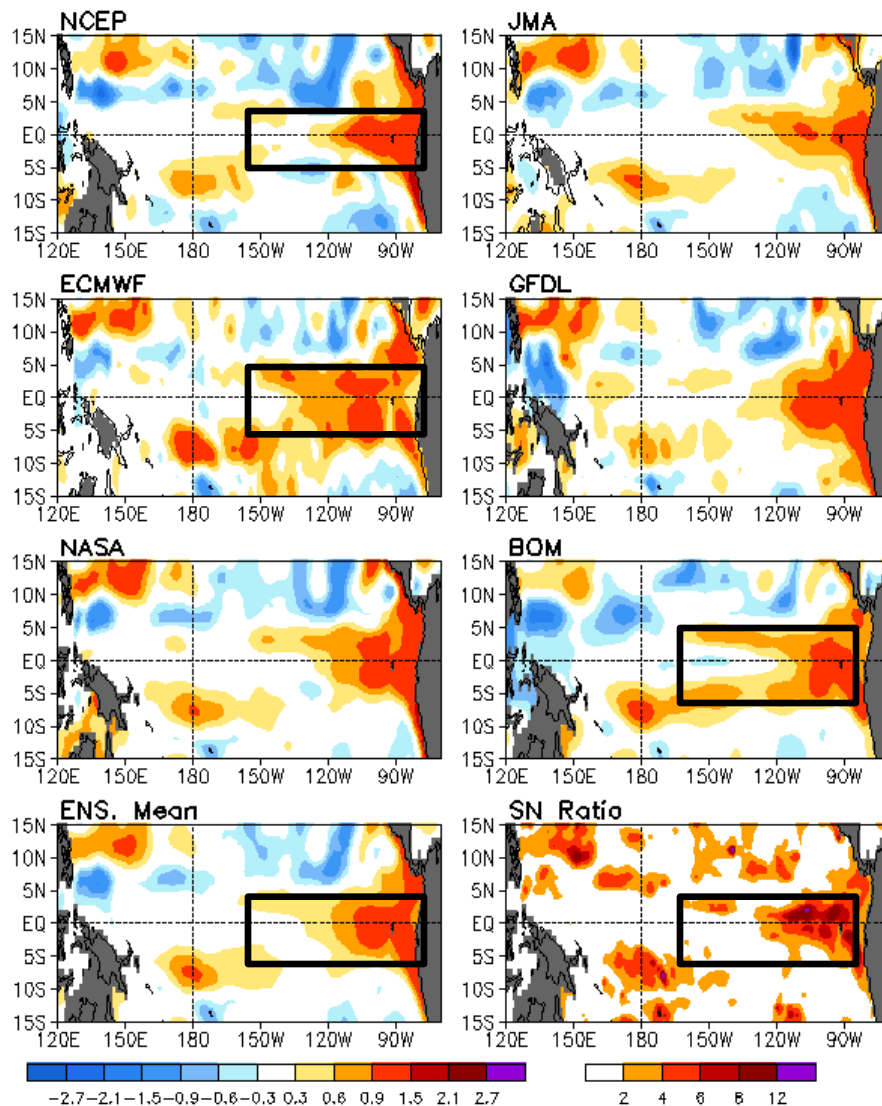 NCEP
15N
10N
5N
EQ
5S
10S
15S
120E 150E 180 150W 120W 90W
JMA
15N
10N
5N
EQ
5S
10S
15S
120E 150E 180 150W 120W 90W
ECMWF
15N
10N
5N
EQ
5S
10S
15S
120E 150E 180 150W 120W 90W
GFDL
15N
10N
5N
EQ
5S
10S
15S
120E 150E 180 150W 120W 90W
NASA
15N
10N
5N
EQ
5S
10S
15S
120E 150E 180 150W 120W 90W
BOM
15N
10N
5N
EQ
5S
10S
15S
120E 150E 180 150W 120W 90W
ENS. Mean
15N
10N
5N
EQ
5S
10S
15S
120E 150E 180 150W 120W 90W
SN Ratio
15N
10N
5N
EQ
5S
10S
15S
120E 150E 180 150W 120W 90W
-2.7 -2.1 -1.5 -0.9 -0.6 -0.3 0.3 0.6 0.9 1.5 2.1 2.7
2 4 6 8 12